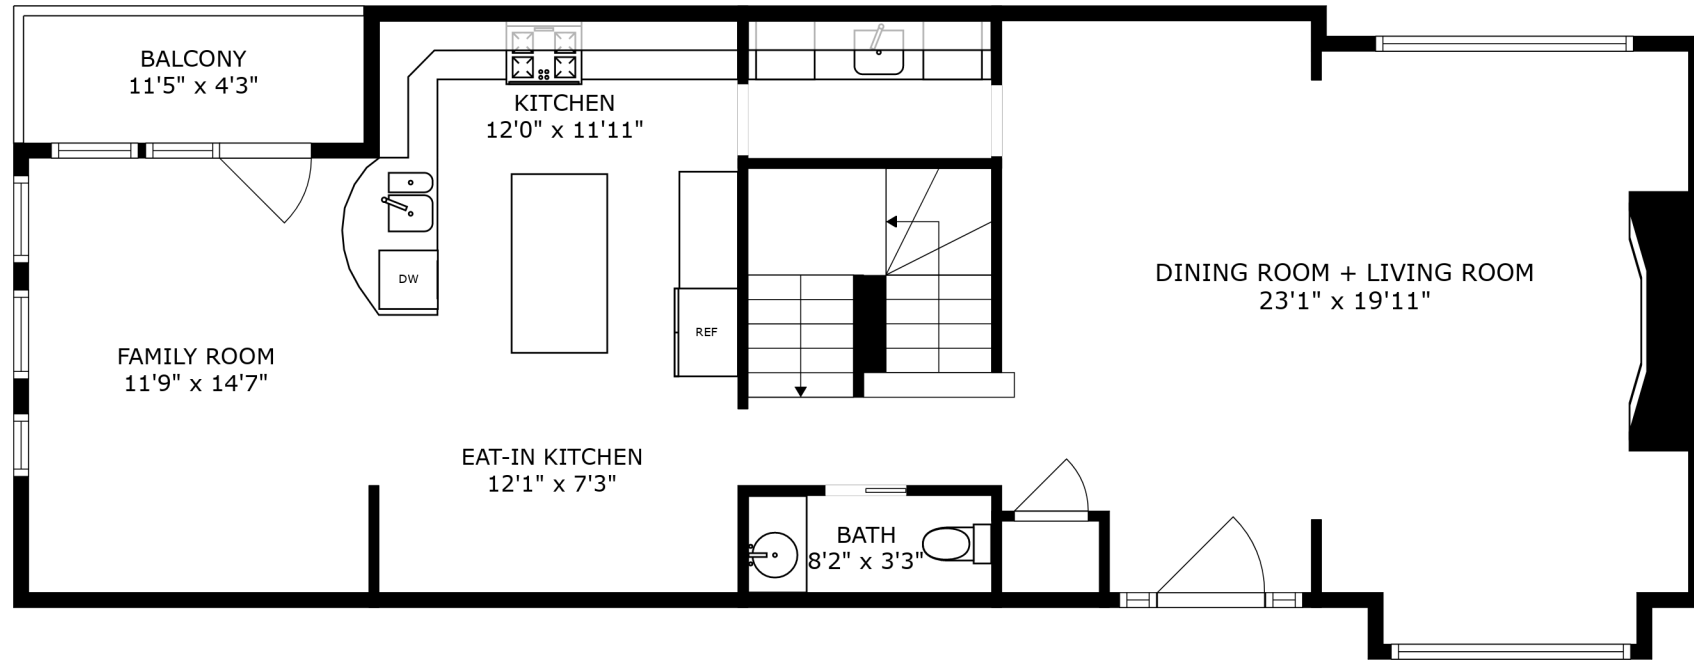 BALCONY
11'5" x 4'3"
KITCHEN
12'0" x 11'11"
DW
REF
DINING ROOM + LIVING ROOM
23'1" x 19'11"
FAMILY ROOM
11'9" x 14'7"
EAT-IN KITCHEN
12'1" x 7'3"
BATH
8'2" x 3'3"